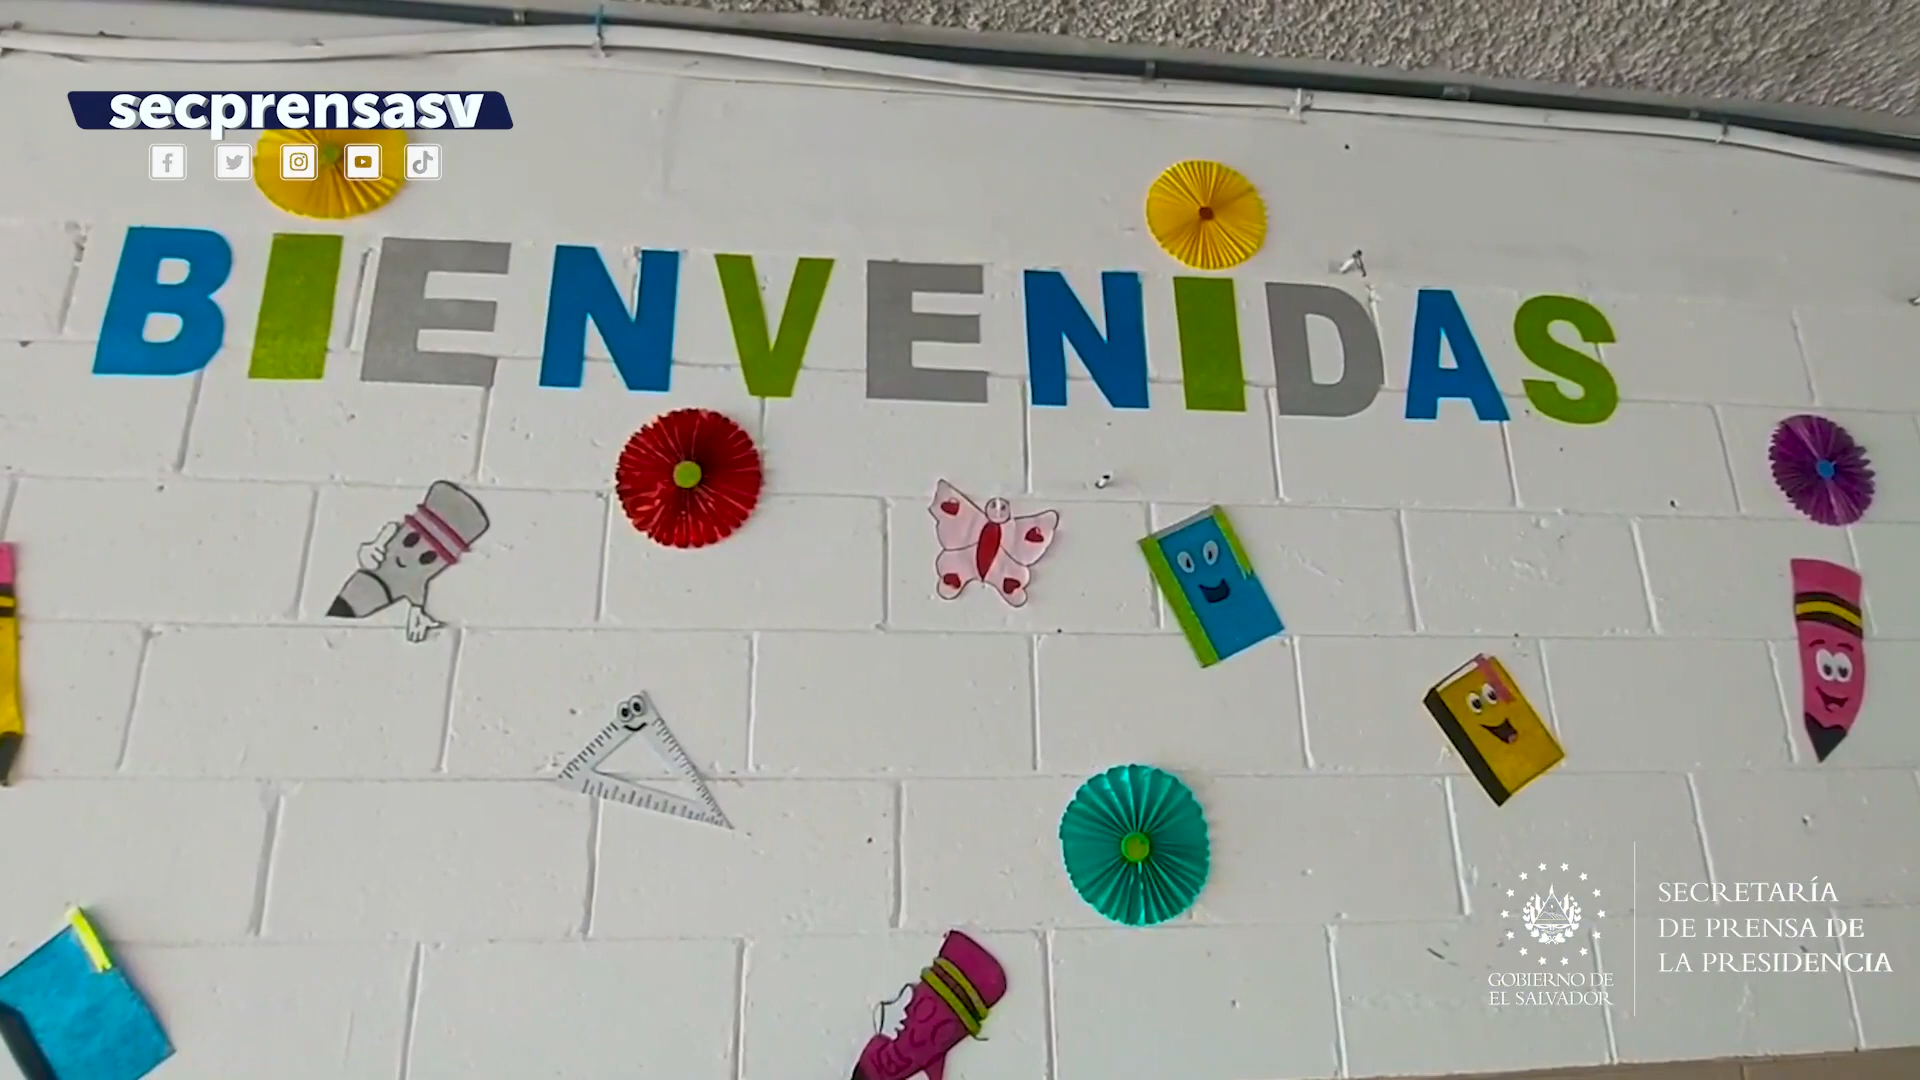 secprensasv
BIENVENIDAS
GOBIERNO DE
EL SALVADOR
SECRETARÍA
DE PRENSA DE
LA PRESIDENCIA